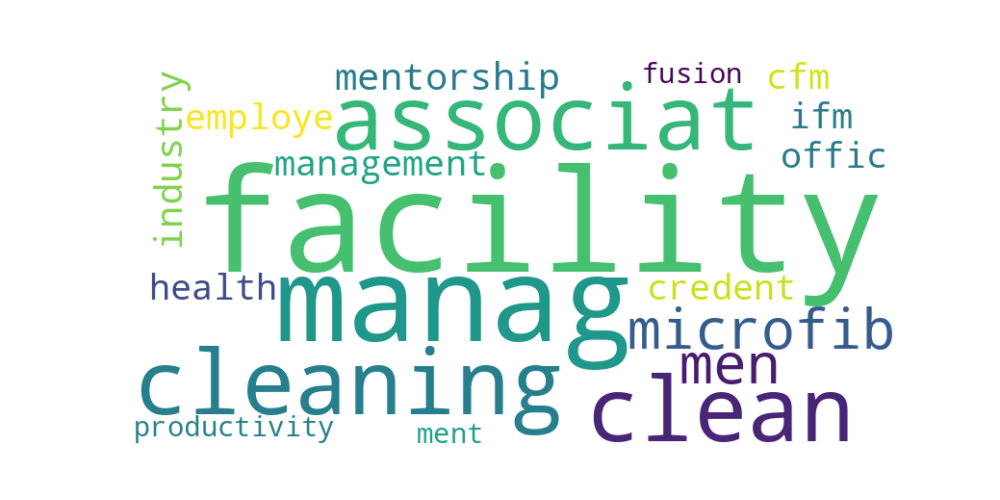 mentorship
fusion
cfm
industry
employe
associat
ifm
management
offic
facility
health
manag
credent
microfib
cleaning
men
clean
productivity
ment